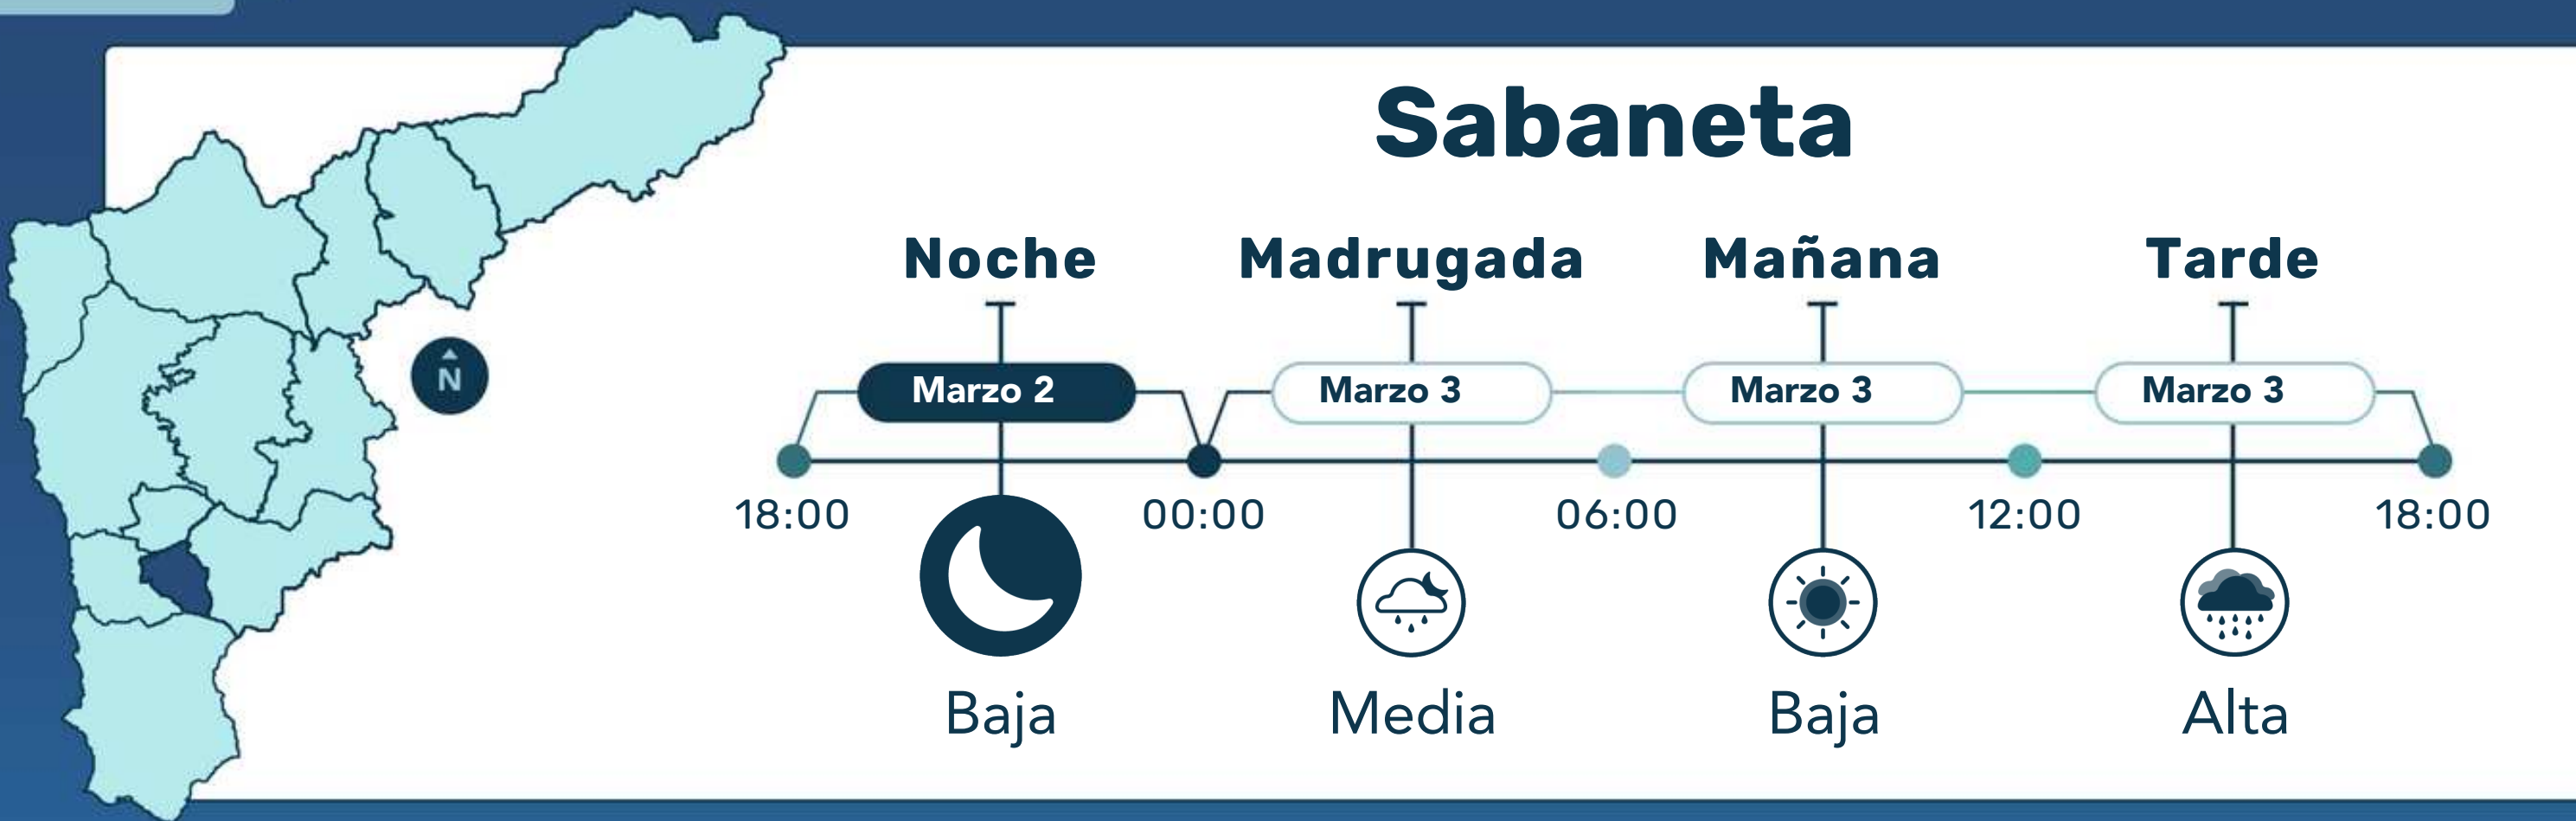 Sabaneta
Noche Madrugada Mañana Tarde
N
Marzo 2 Marzo 3 Marzo 3 Marzo 3
18:00 00:00 06:00 12:00 18:00
Baja Media Baja Alta